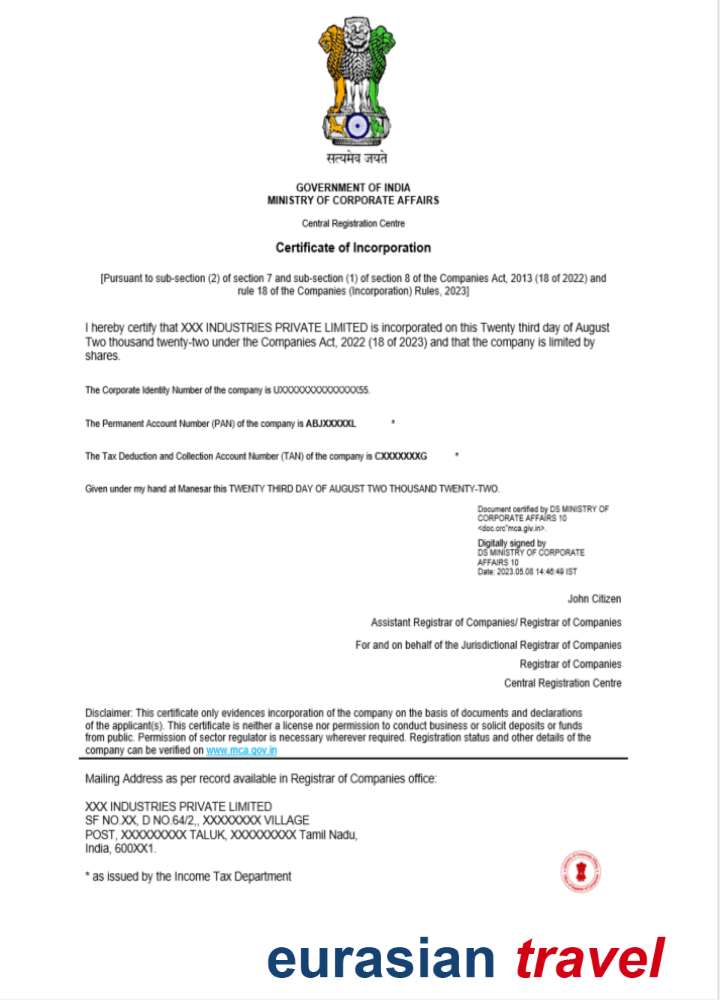 सत्यमेव जयते
GOVERNMENT OF INDIA
MINISTRY OF CORPORATE AFFAIRS
Central Registration Centre
Certificate of Incorporation
[Pursuant to sub-section (2) of section 7 and sub-section (1) of section 8 of the Companies Act, 2013 (18 of 2022) and
rule 18 of the Companies (Incorporation) Rules, 2023]
I hereby certify that XXX INDUSTRIES PRIVATE LIMITED is incorporated on this Twenty third day of August
Two thousand twenty-two under the Companies Act, 2022 (18 of 2023) and that the company is limited by
shares.
The Corporate Identity Number of the company is UXXXXXXXXXXXXXX55.
The Permanent Account Number (PAN) of the company is ABJXXXXXL *
The Tax Deduction and Collection Account Number (TAN) of the company is CXXXXXXXG *
Given under my hand at Manesar this TWENTY THIRD DAY OF AUGUST TWO THOUSAND TWENTY-TWO.
Document certified by DS MINISTRY OF
CORPORATE AFFAIRS 10
<doc.crc"mca.giv.in>.
Digitally signed by
DS MINISTRY OF CORPORATE
AFFAIRS 10
Date: 2023.05.08 14:46:49 IST
John Citizen
Assistant Registrar of Companies/ Registrar of Companies
For and on behalf of the Jurisdictional Registrar of Companies
Registrar of Companies
Central Registration Centre
Disclaimer: This certificate only evidences incorporation of the company on the basis of documents and declarations
of the applicant(s). This certificate is neither a license nor permission to conduct business or solicit deposits or funds
from public. Permission of sector regulator is necessary wherever required. Registration status and other details of the
company can be verified on www.mca.gov.in
Mailing Address as per record available in Registrar of Companies office:
XXX INDUSTRIES PRIVATE LIMITED
SF NO.XX, D NO.64/2,, XXXXXXXX VILLAGE
POST, XXXXXXXXX TALUK, XXXXXXXXX Tamil Nadu,
India, 600XX1.
* as issued by the Income Tax Department
eurasian travel